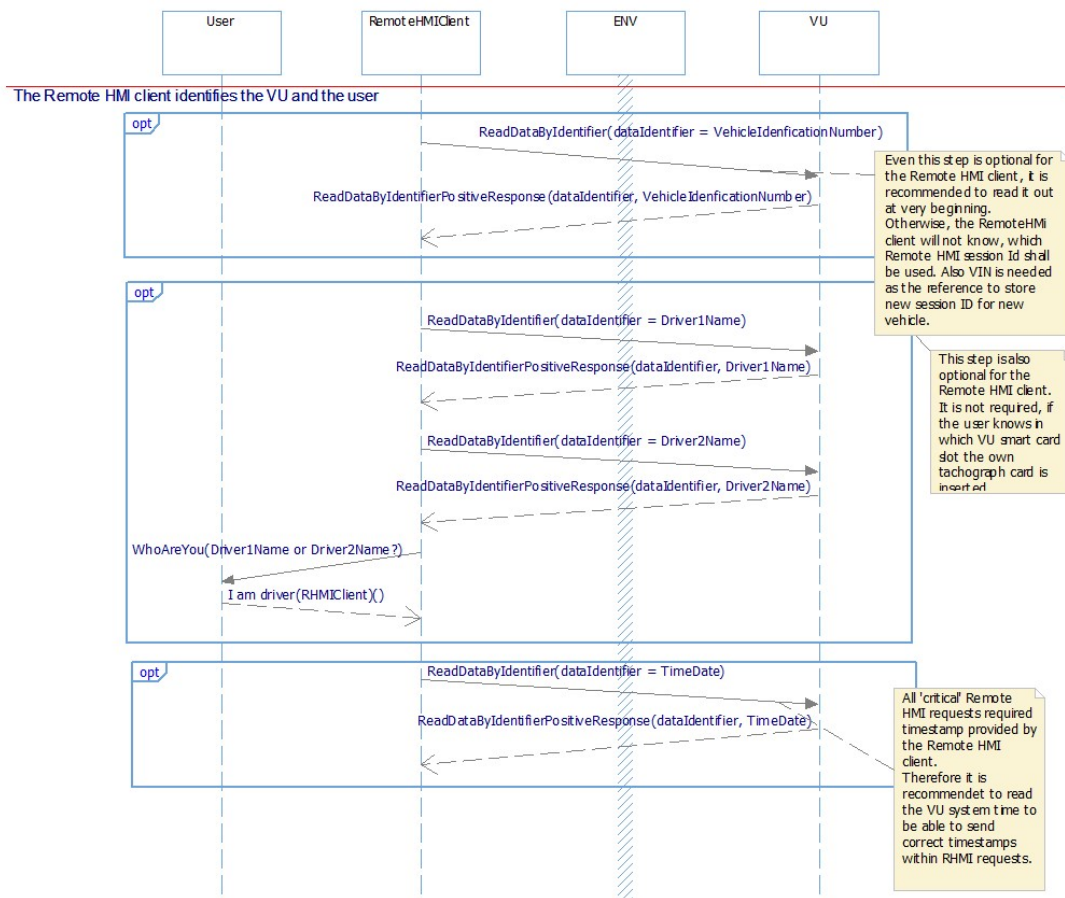 User
RemoteHMIClient
ENV
VU
The Remote HMI client identifies the VU and the user
opt
ReadDataByIdentifier(dataIdentifier = VehicleIdenficationNumber)
ReadDataByIdentifierPositiveResponse(dataIdentifier, VehicleIdenficationNumber)
Even this step is optional for
the Remote HMI client, it is
recommended to read it out
at very beginning.
Otherwise, the RemoteHMi
client will not know, which
Remote HMI session Id shall
be used. Also VIN is needed
as the reference to store
new session ID for new
vehicle.
opt
ReadDataByIdentifier(dataIdentifier = Driver1Name)
ReadDataByIdentifierPositiveResponse(dataIdentifier, Driver1Name)
This step is also
optional for the
Remote HMI client.
It is not required, if
the user knows in
which VU smart card
slot the own
tachograph card is
inserted
ReadDataByIdentifier(dataIdentifier = Driver2Name)
ReadDataByIdentifierPositiveResponse(dataIdentifier, Driver2Name)
WhoAreYou(Driver1Name or Driver2Name?)
I am driver(RHMIClient)()
opt
ReadDataByIdentifier(dataIdentifier = TimeDate)
ReadDataByIdentifierPositiveResponse(dataIdentifier, TimeDate)
All 'critical' Remote
HMI requests required
timestamp provided by
the Remote HMI
client.
Therefore it is
recommendet to read
the VU system time to
be able to send
correct timestamps
within RHMI requests.